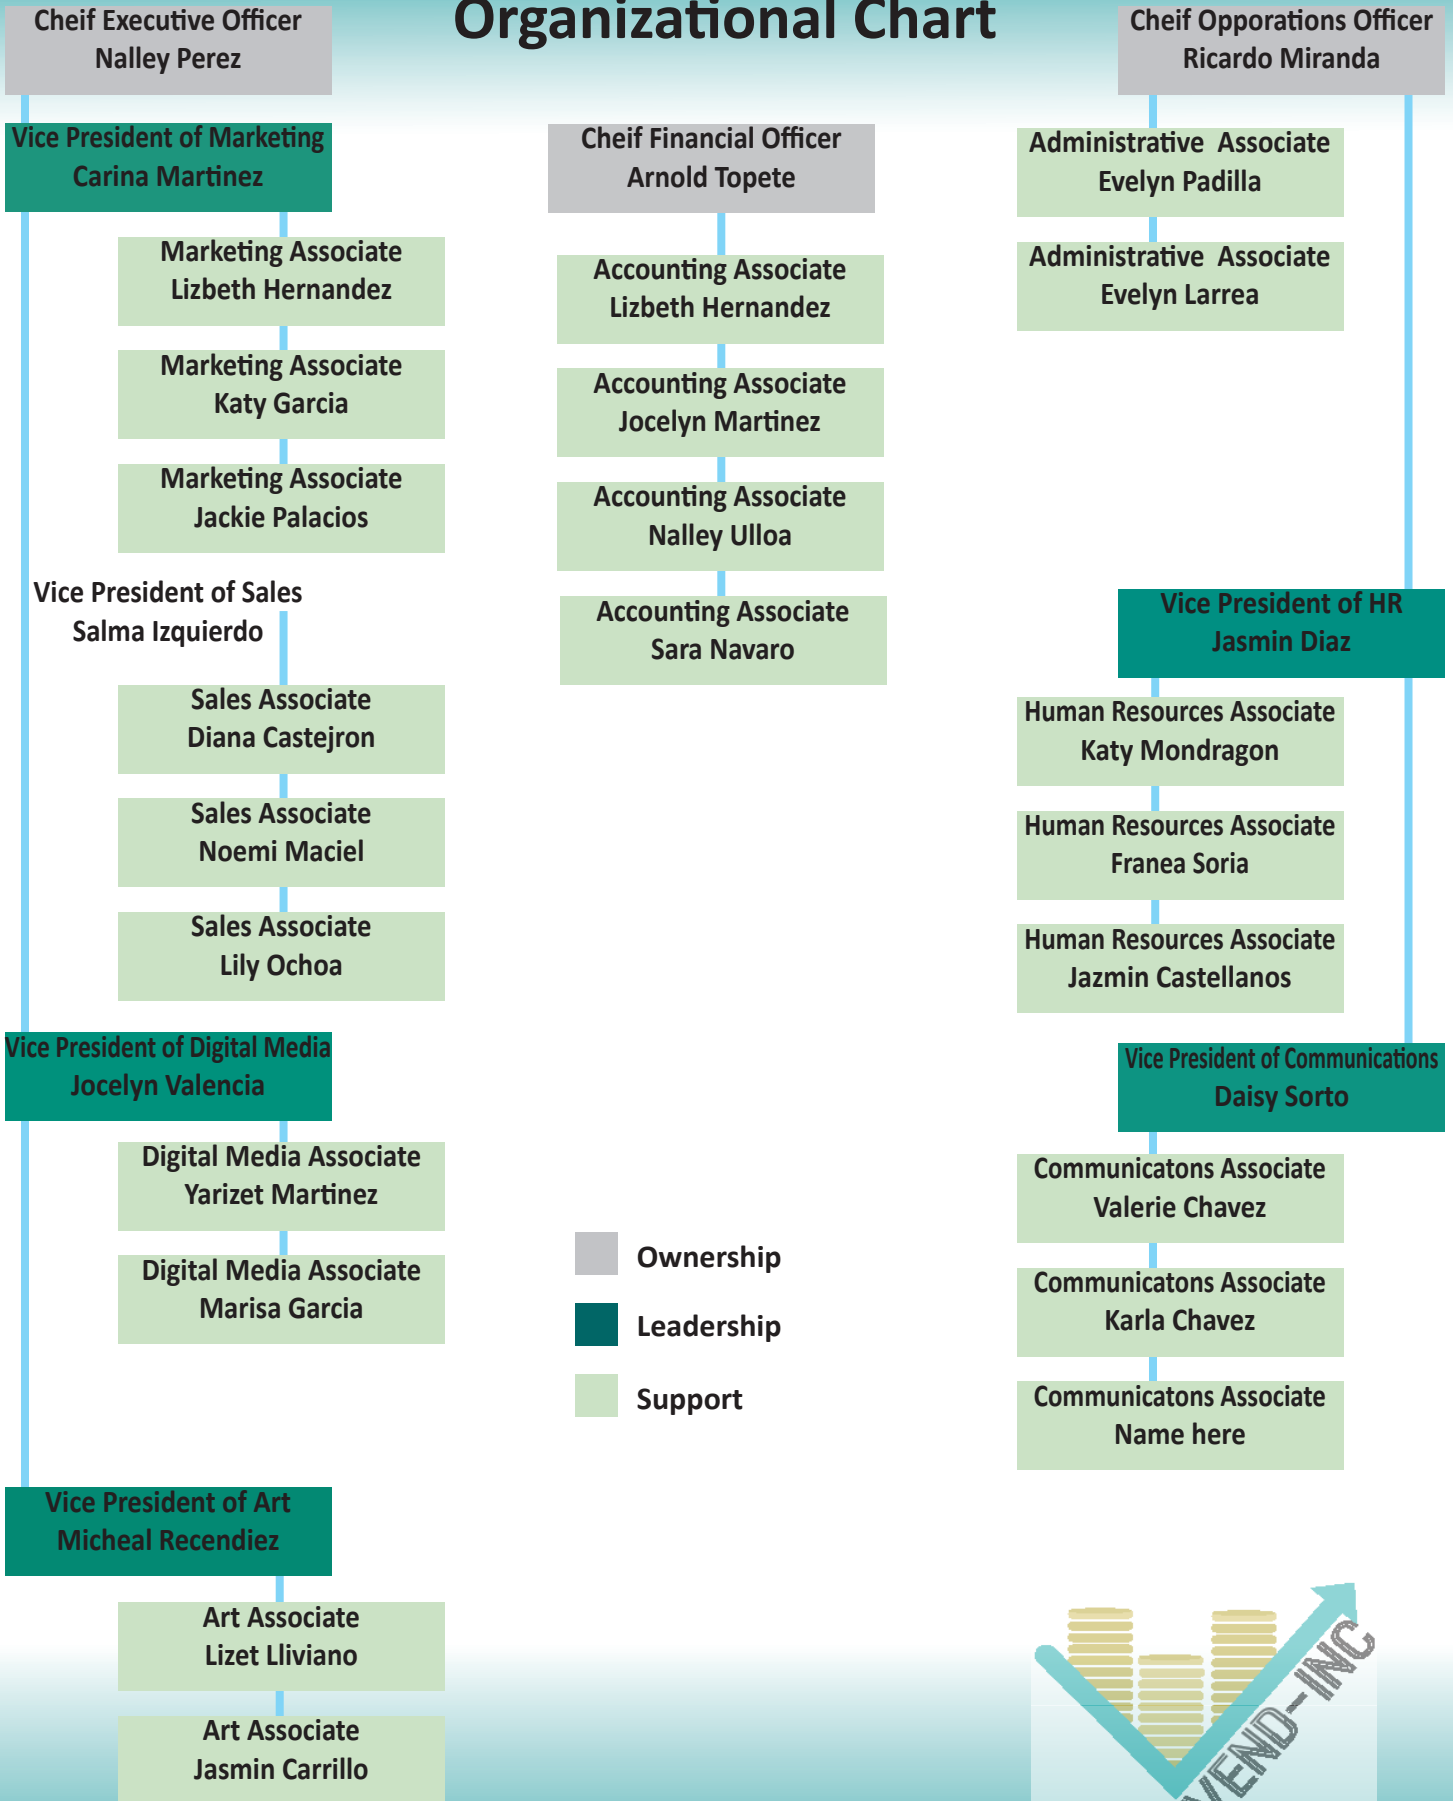 Organizational Chart
Cheif Executive Officer
Nalley Perez
Vice President of Marketing
Carina Martinez
Marketing Associate
Lizbeth Hernandez
Marketing Associate
Katy Garcia
Marketing Associate
Jackie Palacios
Vice President of Sales
Salma Izquierdo
Sales Associate
Diana Castejron
Sales Associate
Noemi Maciel
Sales Associate
Lily Ochoa
Vice President of Digital Media
Jocelyn Valencia
Digital Media Associate
Yarizet Martinez
Digital Media Associate
Marisa Garcia
Vice President of Art
Micheal Recendiez
Art Associate
Lizet Lliviano
Art Associate
Jasmin Carrillo
Cheif Financial Officer
Arnold Topete
Accounting Associate
Lizbeth Hernandez
Accounting Associate
Jocelyn Martinez
Accounting Associate
Nalley Ulloa
Accounting Associate
Sara Navaro
Ownership
Leadership
Support
Cheif Opporations Officer
Ricardo Miranda
Administrative  Associate
Evelyn Padilla
Administrative  Associate
Evelyn Larrea
Vice President of HR
Jasmin Diaz
Human Resources Associate
Katy Mondragon
Human Resources Associate
Franea Soria
Human Resources Associate
Jazmin Castellanos
Vice President of Communications
Daisy Sorto
Communicatons Associate
Valerie Chavez
Communicatons Associate
Karla Chavez
Communicatons Associate
Name here
VEND-INC